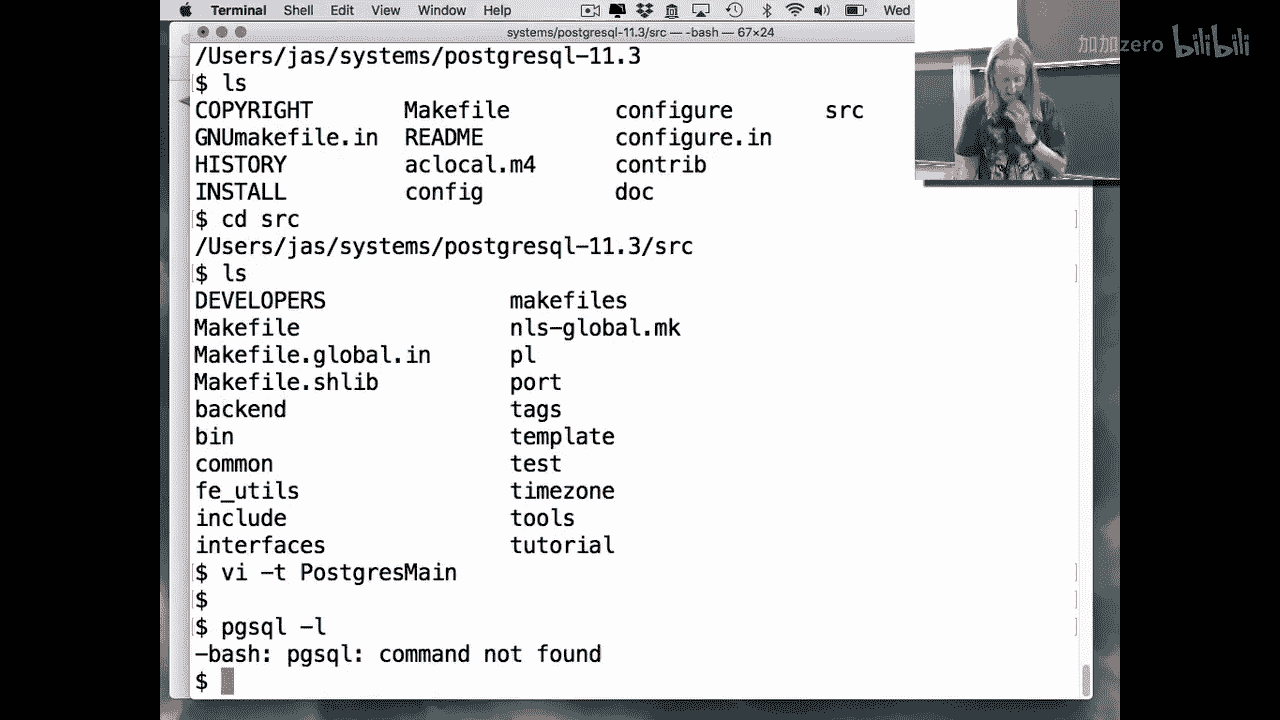 Terminal Shell Edit View Window Help Wed
加加zero bilibili
systems/postgresql-11.3/src — -bash — 67×24
/Users/jas/systems/postgresql-11.3
$ ls
COPYRIGHT Makefile configure src
GNUmakefile.in README configure.in
HISTORY aclocal.m4 contrib
INSTALL config doc
$ cd src
/Users/jas/systems/postgresql-11.3/src
$ ls
DEVELOPERS makefiles
Makefile nls-global.mk
Makefile.global.in pl
Makefile.shlib port
backend tags
bin template
common test
fe_utils timezone
include tools
interfaces tutorial
$ vi -t PostgresMain
$
$ pgsql -l
-bash: pgsql: command not found
$